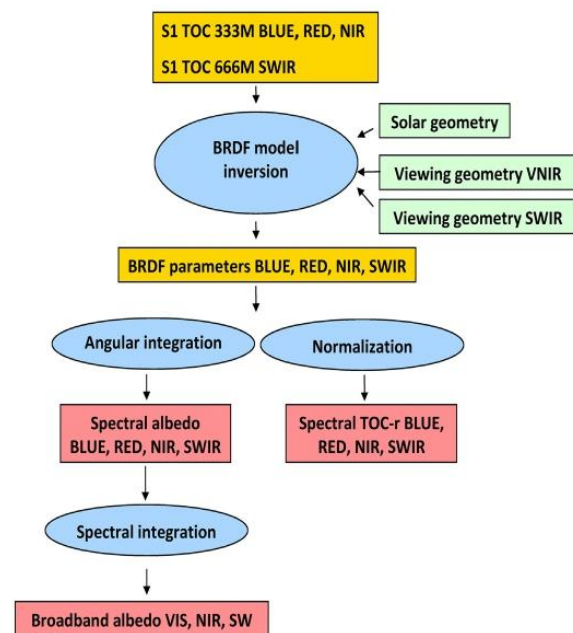 S1 TOC 333M BLUE, RED, NIR
S1 TOC 666M SWIR
Solar geometry
BRDF model
inversion
Viewing geometry VNIR
Viewing geometry SWIR
BRDF parameters BLUE, RED, NIR, SWIR
Angular integration
Normalization
Spectral albedo
BLUE, RED, NIR, SWIR
Spectral TOC-r BLUE,
RED, NIR, SWIR
Spectral integration
Broadband albedo VIS, NIR, SW